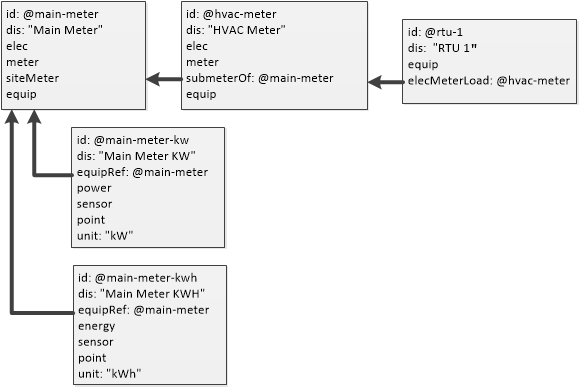 id: @main-meter
dis: "Main Meter"
elec
meter
siteMeter
equip
id: @hvac-meter
dis: "HVAC Meter"
elec
meter
submeterOf: @main-meter
equip
id: @rtu-1
dis:  "RTU 1"
equip
elecMeterLoad: @hvac-meter
id: @main-meter-kw
dis: "Main Meter KW"
equipRef: @main-meter
power
sensor
point
unit: "kW"
id: @main-meter-kwh
dis: "Main Meter KWH"
equipRef: @main-meter
energy
sensor
point
unit: "kWh"